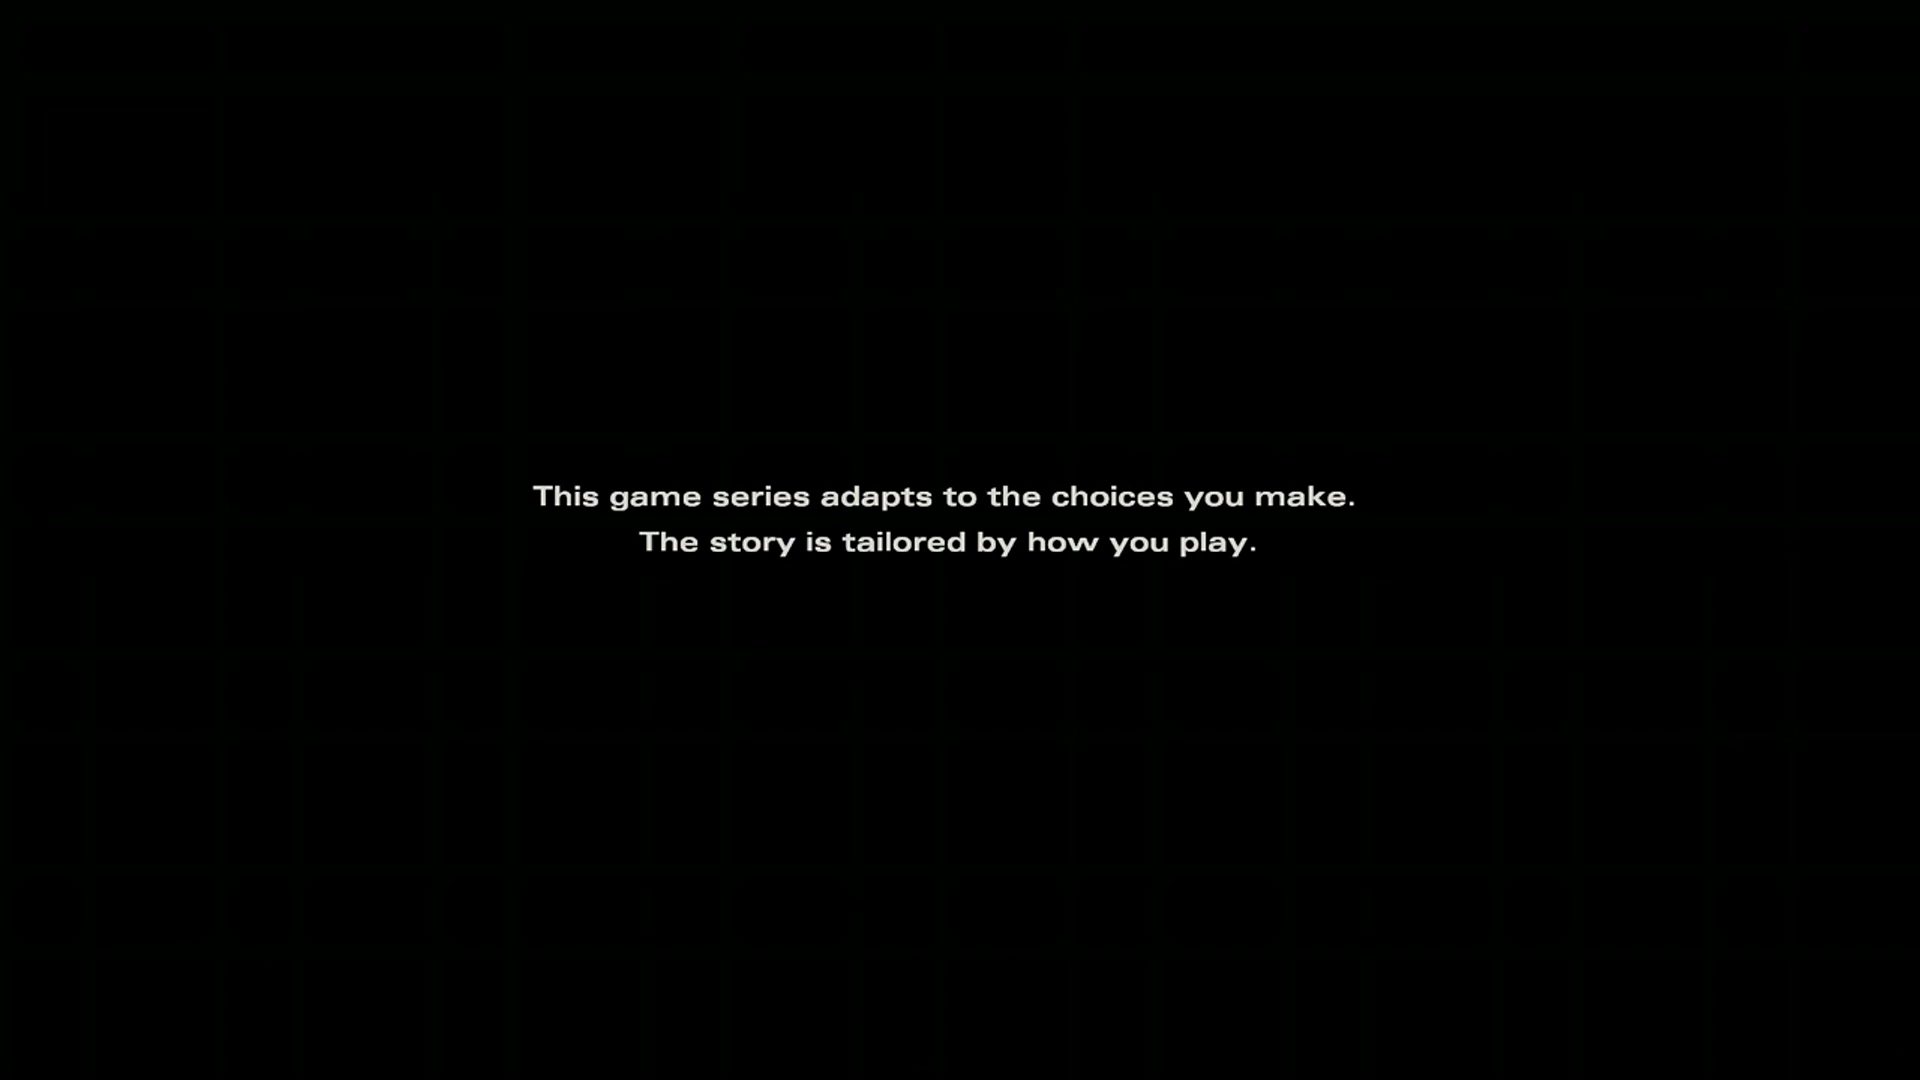 This game series adapts to the choices you make.
The story is tailored by how you play.